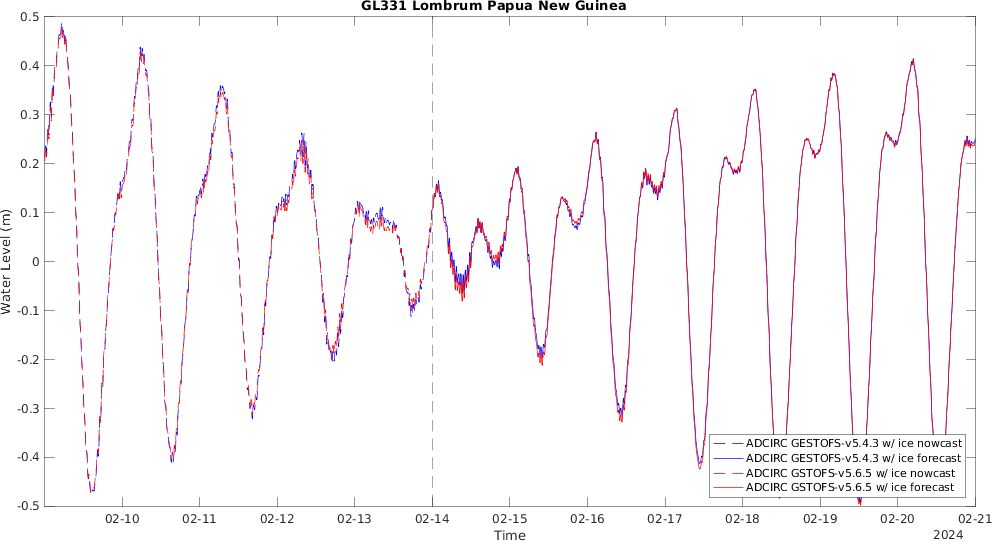 GL331 Lombrum Papua New Guinea
0.5
0.4
0.3
0.2
0.1
0
-0.1
-0.2
-0.3
-0.4
-0.5
Water Level (m)
02-10 02-11 02-12 02-13 02-14 02-15 02-16 02-17 02-18 02-19 02-20 02-21
Time
2024
ADCIRC GESTOFS-v5.4.3 w/ ice nowcast
ADCIRC GESTOFS-v5.4.3 w/ ice forecast
ADCIRC GSTOFS-v5.6.5 w/ ice nowcast
ADCIRC GSTOFS-v5.6.5 w/ ice forecast